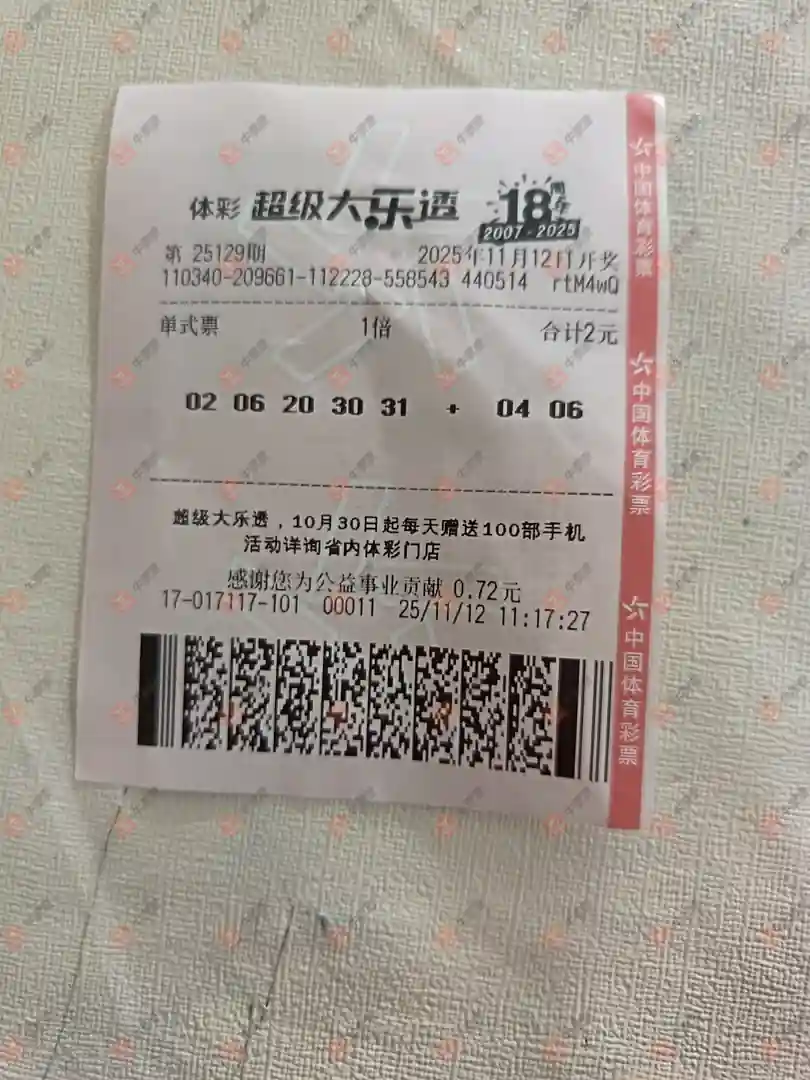 体彩 超级大乐透 18周年
2007-2025
第 25129期 2025年11月12日开奖
110340-209661-112228-558543 440514 rtM4wQ
单式票 1倍 合计2元
02 06 20 30 31 + 04 06
超级大乐透，10月30日起每天赠送100部手机
活动详询省内体彩门店
感谢您为公益事业贡献 0.72元
17-017117-101 00011 25/11/12 11:17:27
中国体育彩票
中国体育彩票
中国体育彩票